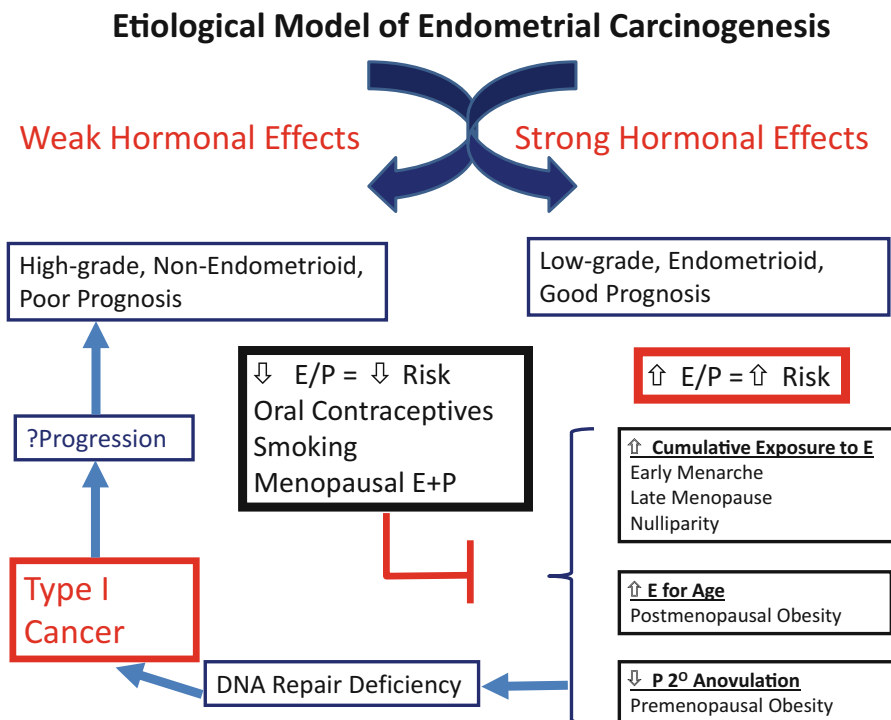 Etiological Model of Endometrial Carcinogenesis
Weak Hormonal Effects
Strong Hormonal Effects
High-grade, Non-Endometrioid,
Poor Prognosis
Low-grade, Endometrioid,
Good Prognosis
⇩ E/P = ⇩ Risk
Oral Contraceptives
Smoking
Menopausal E+P
⇧ E/P = ⇧ Risk
?Progression
⇧ Cumulative Exposure to E
Early Menarche
Late Menopause
Nulliparity
Type I
Cancer
⇧ E for Age
Postmenopausal Obesity
DNA Repair Deficiency
⇩ P 2º Anovulation
Premenopausal Obesity